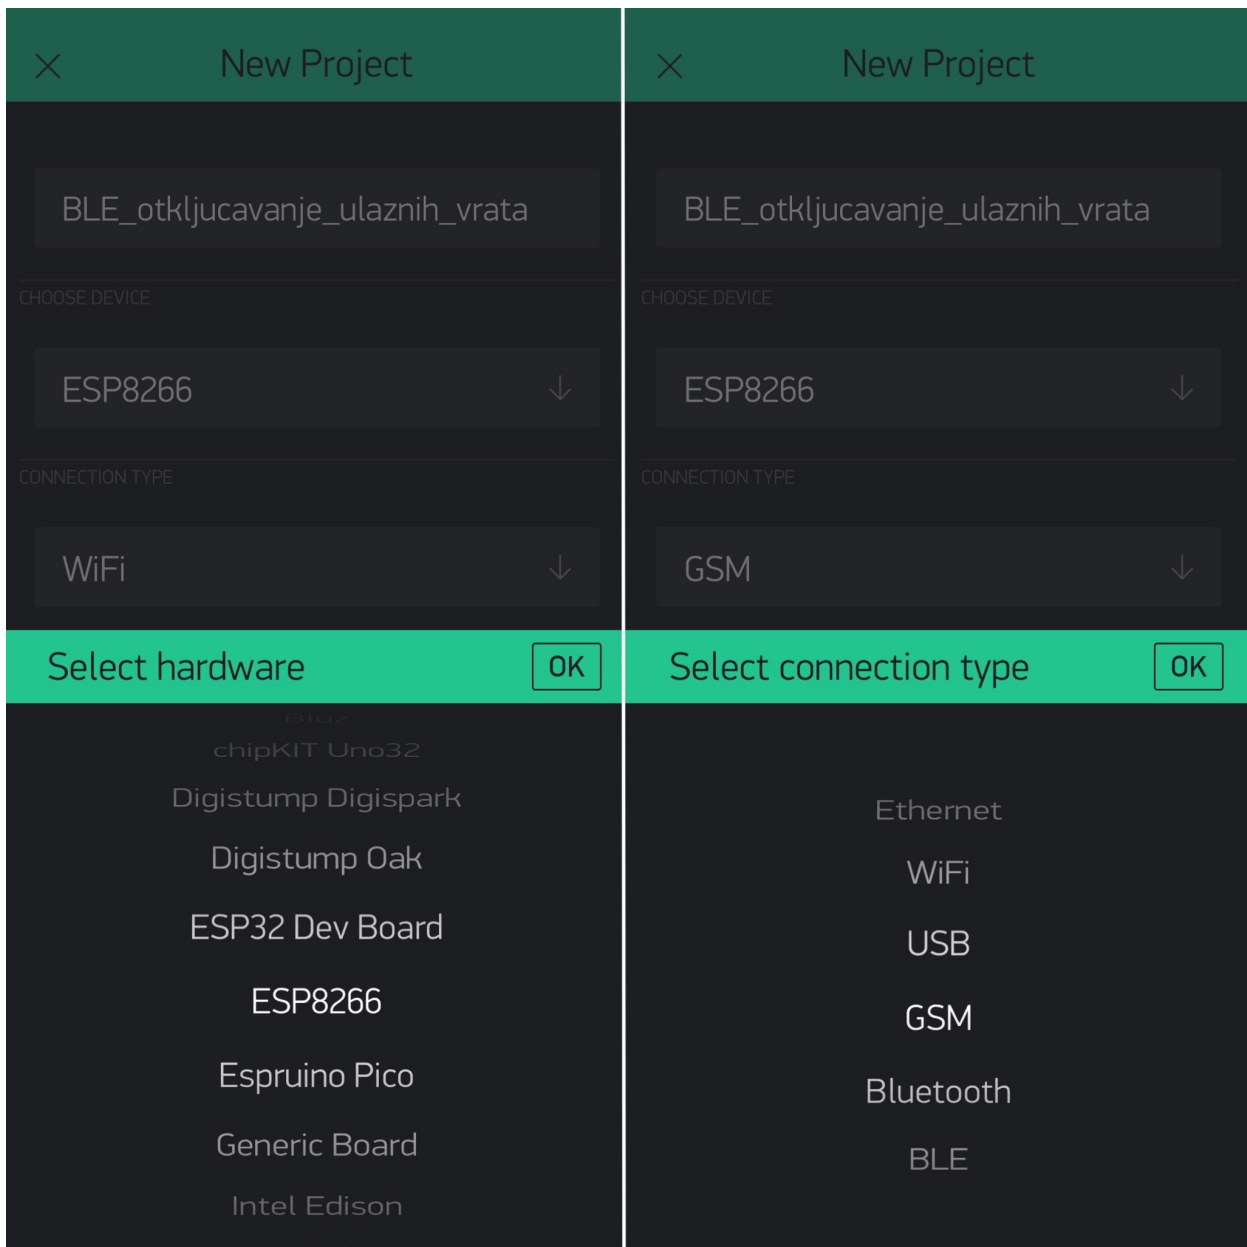 New Project
BLE_otkljucavanje_ulaznih_vrata
CHOOSE DEVICE
ESP8266
CONNECTION TYPE
WiFi
Select hardware
OK
Bluz
chipKIT Uno32
Digistump Digispark
Digistump Oak
ESP32 Dev Board
ESP8266
Espruino Pico
Generic Board
Intel Edison
New Project
BLE_otkljucavanje_ulaznih_vrata
CHOOSE DEVICE
ESP8266
CONNECTION TYPE
GSM
Select connection type
OK
Ethernet
WiFi
USB
GSM
Bluetooth
BLE